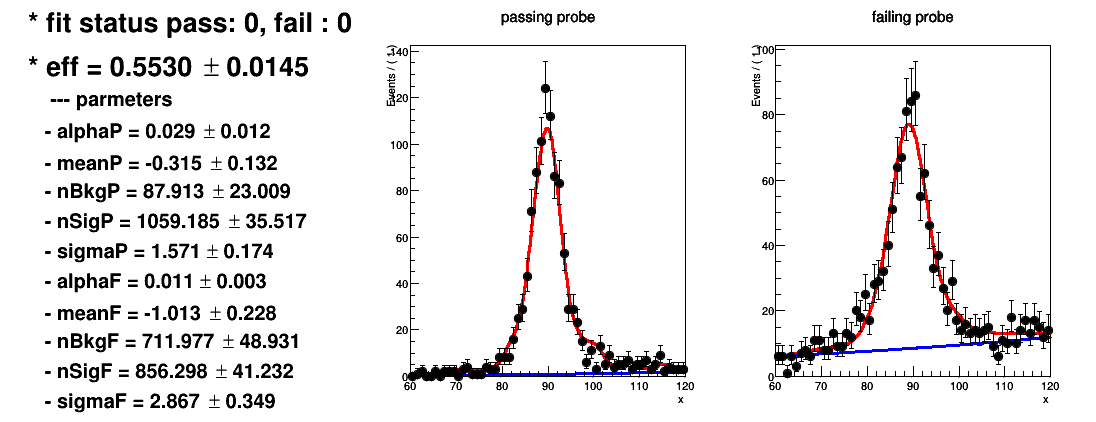 * fit status pass: 0, fail : 0
* eff = 0.5530 ± 0.0145
--- parmeters
- alphaP = 0.029 ± 0.012
- meanP = -0.315 ± 0.132
- nBkgP = 87.913 ± 23.009
- nSigP = 1059.185 ± 35.517
- sigmaP = 1.571 ± 0.174
- alphaF = 0.011 ± 0.003
- meanF = -1.013 ± 0.228
- nBkgF = 711.977 ± 48.931
- nSigF = 856.298 ± 41.232
- sigmaF = 2.867 ± 0.349
passing probe
Events / ( 1 )
140
120
100
80
60
40
20
0
60 70 80 90 100 110 120
x
failing probe
Events / ( 1 )
100
80
60
40
20
0
60 70 80 90 100 110 120
x